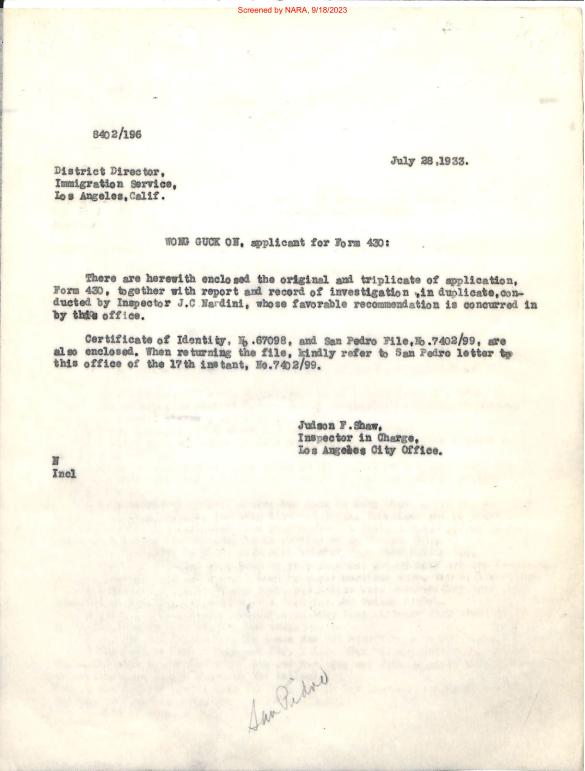 Screened by NARA, 9/18/2023
8402/196
July 28,1933.
District Director,
Immigration Service,
Los Angeles,Calif.
WONG GUCK ON, applicant for Form 430:
There are herewith enclosed the original and triplicate of application,
Form 430, together with report and record of investigation ,in duplicate,con-
ducted by Inspector J.C Nardini, whose favorable recommendation is concurred in
by this office.
Certificate of Identity, No.67098, and San Pedro File,No.7402/99, are
also enclosed. When returning the file, kindly refer to San Pedro letter to
this office of the 17th instant, No.7402/99.
Judson F.Shaw,
Inspector in Charge,
Los Angeles City Office.
N
Incl
San Pidro